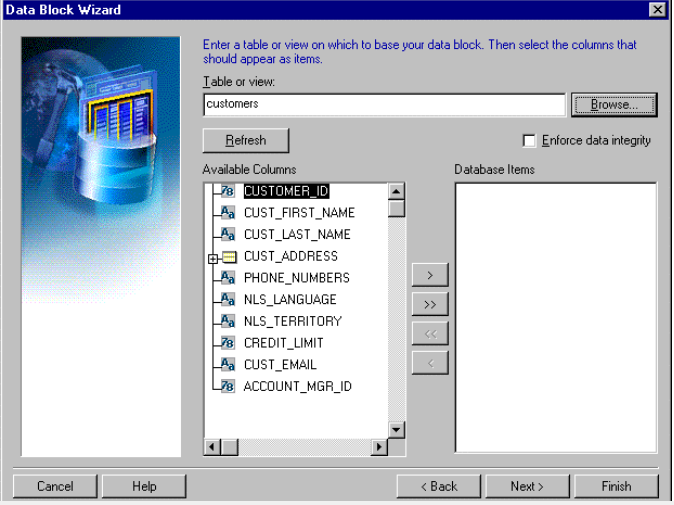 Data Block Wizard
Enter a table or view on which to base your data block. Then select the columns that
should appear as items.
Table or view:
customers
Browse...
Refresh
Enforce data integrity
Available Columns
Database Items
CUSTOMER_ID
CUST_FIRST_NAME
CUST_LAST_NAME
CUST_ADDRESS
PHONE_NUMBERS
NLS_LANGUAGE
NLS_TERRITORY
CREDIT_LIMIT
CUST_EMAIL
ACCOUNT_MGR_ID
>
>>
<<
<
Cancel
Help
< Back
Next >
Finish